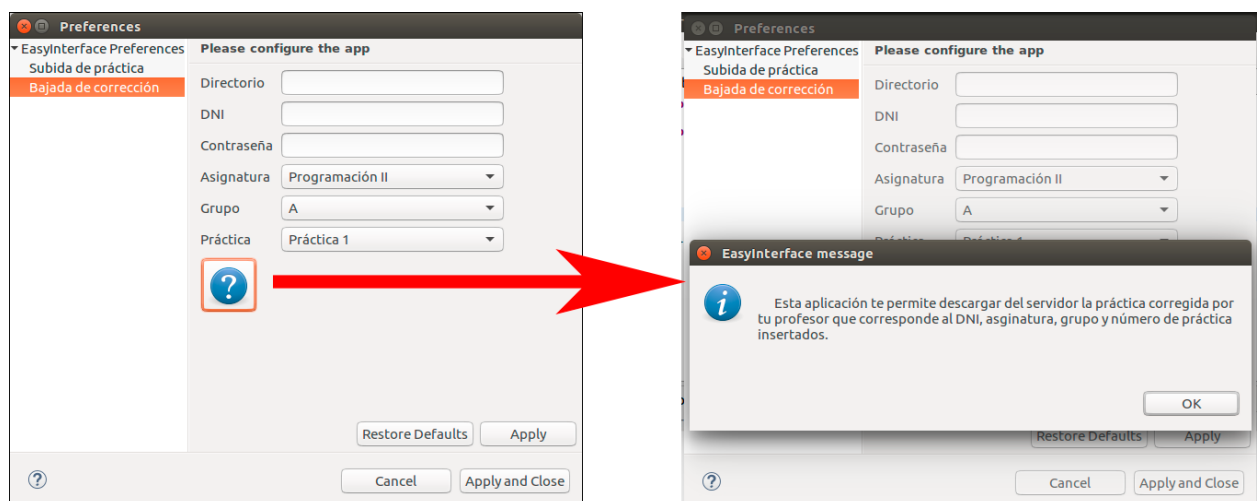 Preferences
EasyInterface Preferences
Subida de práctica
Bajada de corrección
Please configure the app
Directorio
DNI
Contraseña
Asignatura Programación II
Grupo A
Práctica Práctica 1
?
Restore Defaults Apply
? Cancel Apply and Close
Preferences
EasyInterface Preferences
Subida de práctica
Bajada de corrección
Please configure the app
Directorio
DNI
Contraseña
Asignatura Programación II
Grupo A
Práctica Práctica 1
EasyInterface message
i
Esta aplicación te permite descargar del servidor la práctica corregida por
tu profesor que corresponde al DNI, asginatura, grupo y número de práctica
insertados.
OK
Restore Defaults Apply
? Cancel Apply and Close